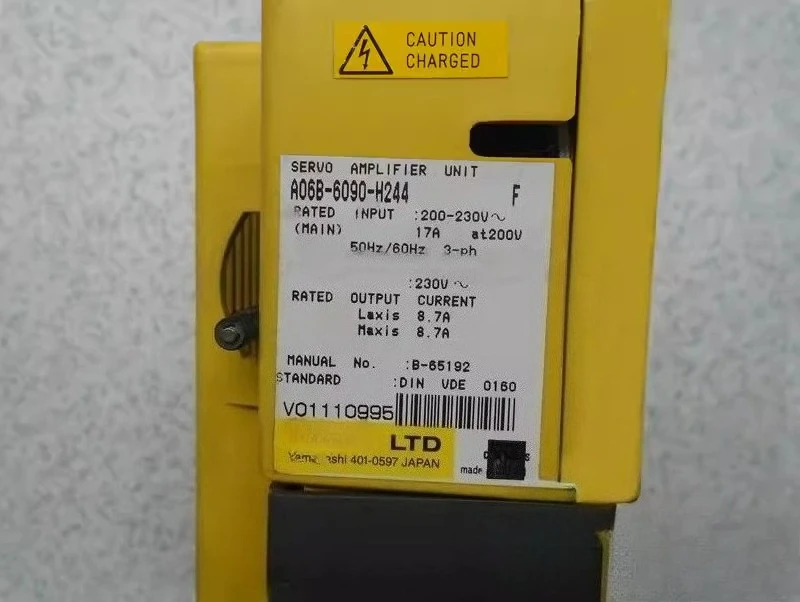 CAUTION
CHARGED
SERVO AMPLIFIER UNIT
A06B-6090-H244 F
RATED INPUT :200-230V~
(MAIN) 17A at200V
50Hz/60Hz 3-ph
:230V~
RATED OUTPUT CURRENT
Laxis 8.7A
Maxis 8.7A
MANUAL No. :B-65192
STANDARD :DIN VDE 0160
V01110995
LTD
401-0597 JAPAN
made